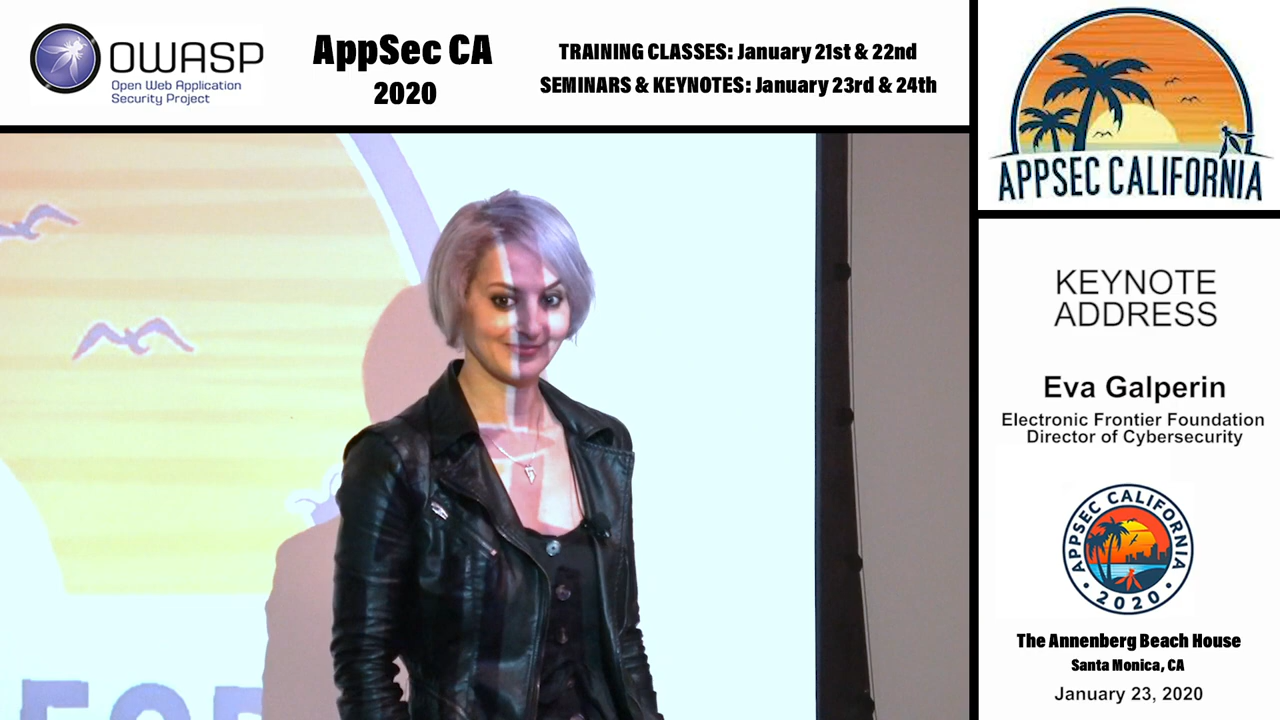 OWASP
Open Web Application
Security Project
AppSec CA
2020
TRAINING CLASSES: January 21st & 22nd
SEMINARS & KEYNOTES: January 23rd & 24th
APPSEC CALIFORNIA
KEYNOTE
ADDRESS
Eva Galperin
Electronic Frontier Foundation
Director of Cybersecurity
APPSEC CALIFORNIA
• 2020 •
The Annenberg Beach House
Santa Monica, CA
January 23, 2020